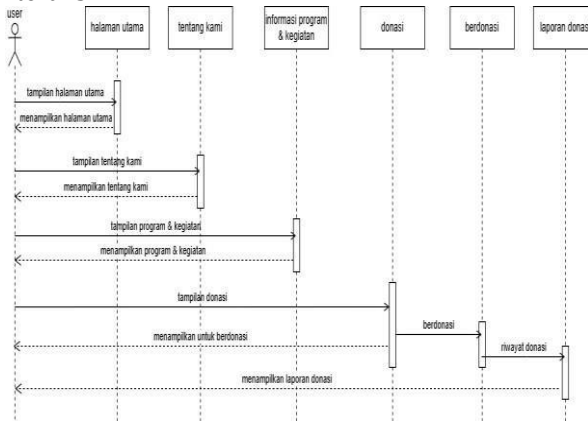 user
halaman utama
tentang kami
informasi program
& kegiatan
donasi
berdonasi
laporan donas
tampilan halaman utama
menampilkan halaman utama
tampilan tentang kami
menampilkan tentang kami
tampilan program & kegiatan
menampilkan program & kegiatan
tampilan donasi
berdonasi
menampilkan untuk berdonasi
riwayat donasi
menampilkan laporan donasi